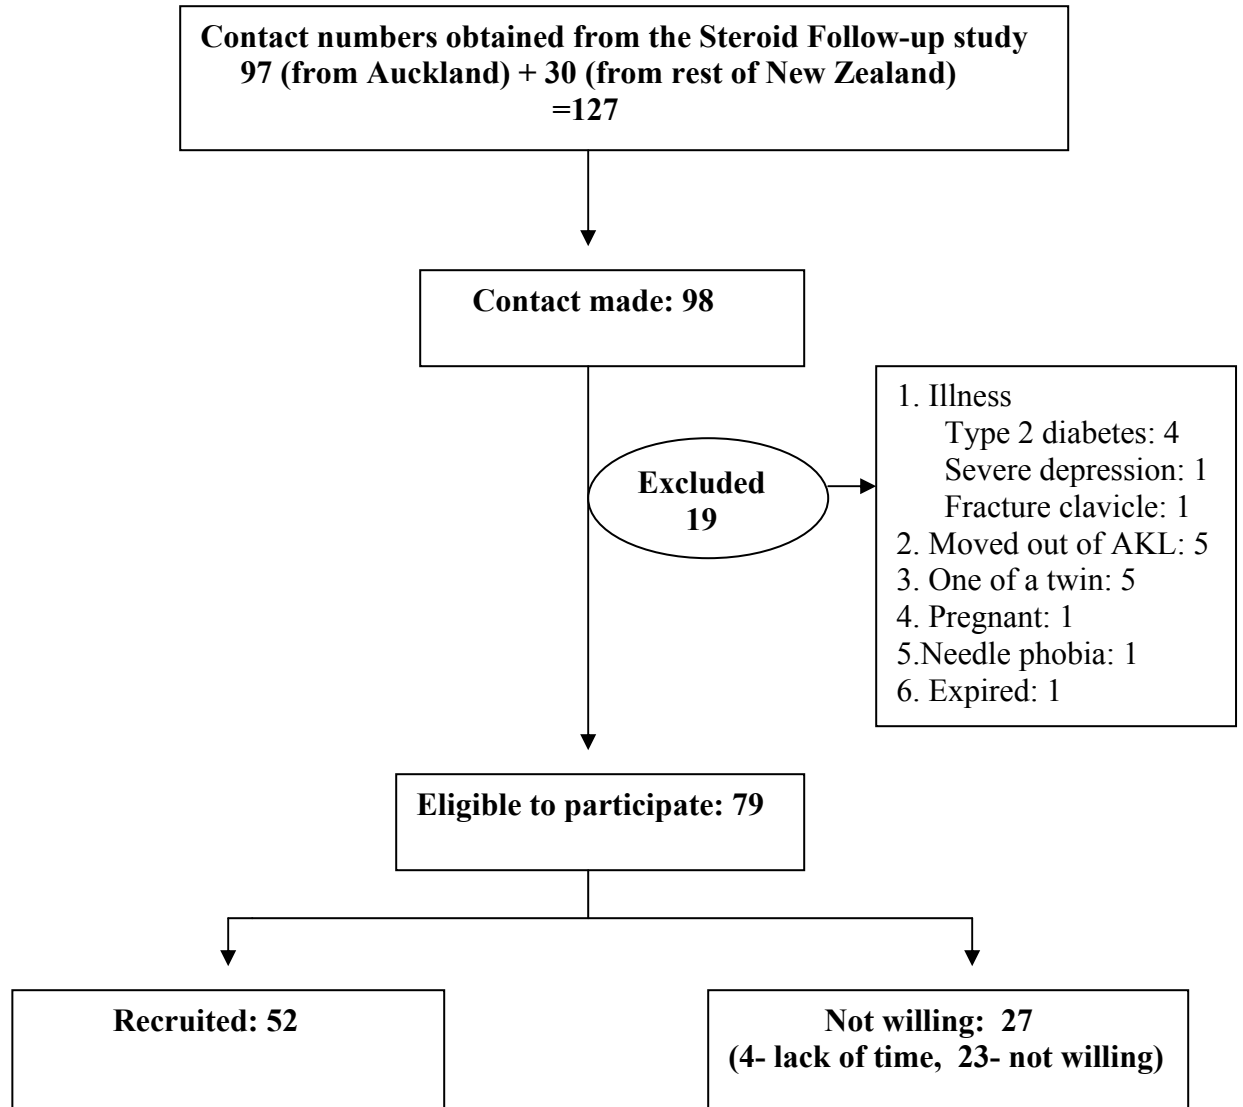 Contact numbers obtained from the Steroid Follow-up study
97 (from Auckland) + 30 (from rest of New Zealand)
=127
Contact made: 98
Excluded
19
1. Illness
Type 2 diabetes: 4
Severe depression: 1
Fracture clavicle: 1
2. Moved out of AKL: 5
3. One of a twin: 5
4. Pregnant: 1
5.Needle phobia: 1
6. Expired: 1
Eligible to participate: 79
Recruited: 52
Not willing: 27
(4- lack of time, 23- not willing)